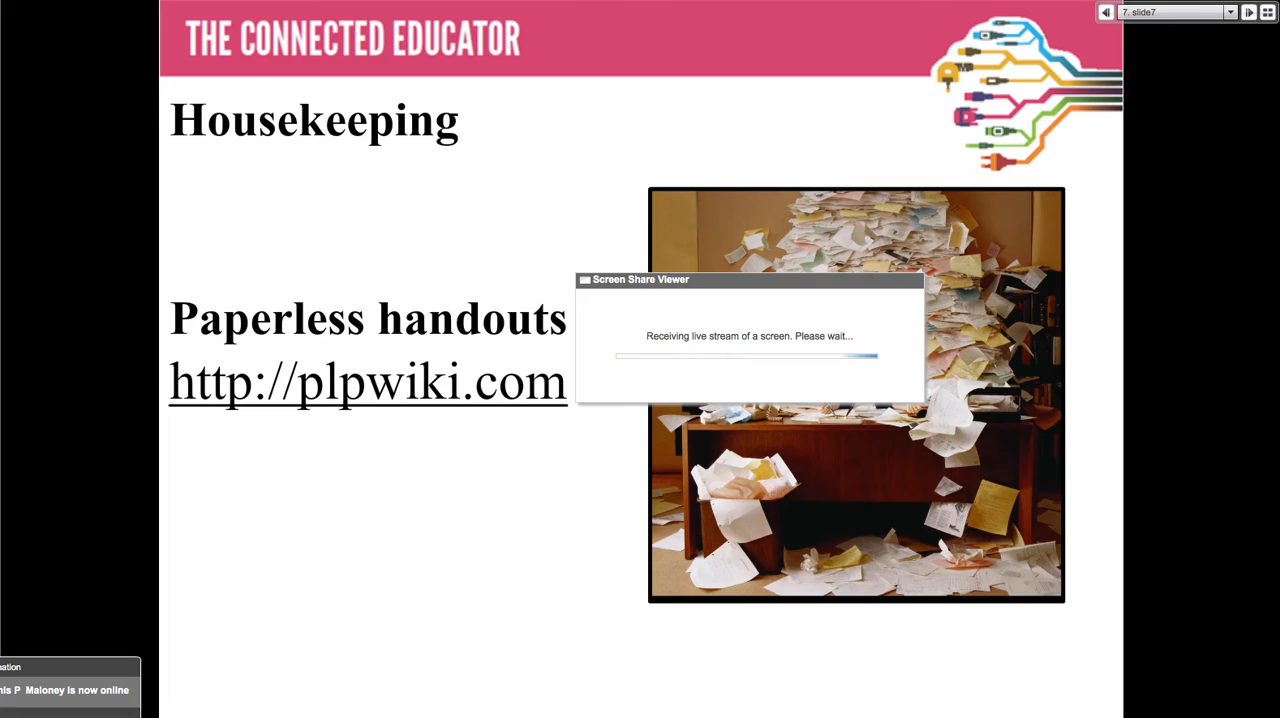 7. slide7
THE CONNECTED EDUCATOR
Housekeeping
Screen Share Viewer
Receiving live stream of a screen. Please wait...
Paperless handouts
http://plpwiki.com
P Maloney is now online